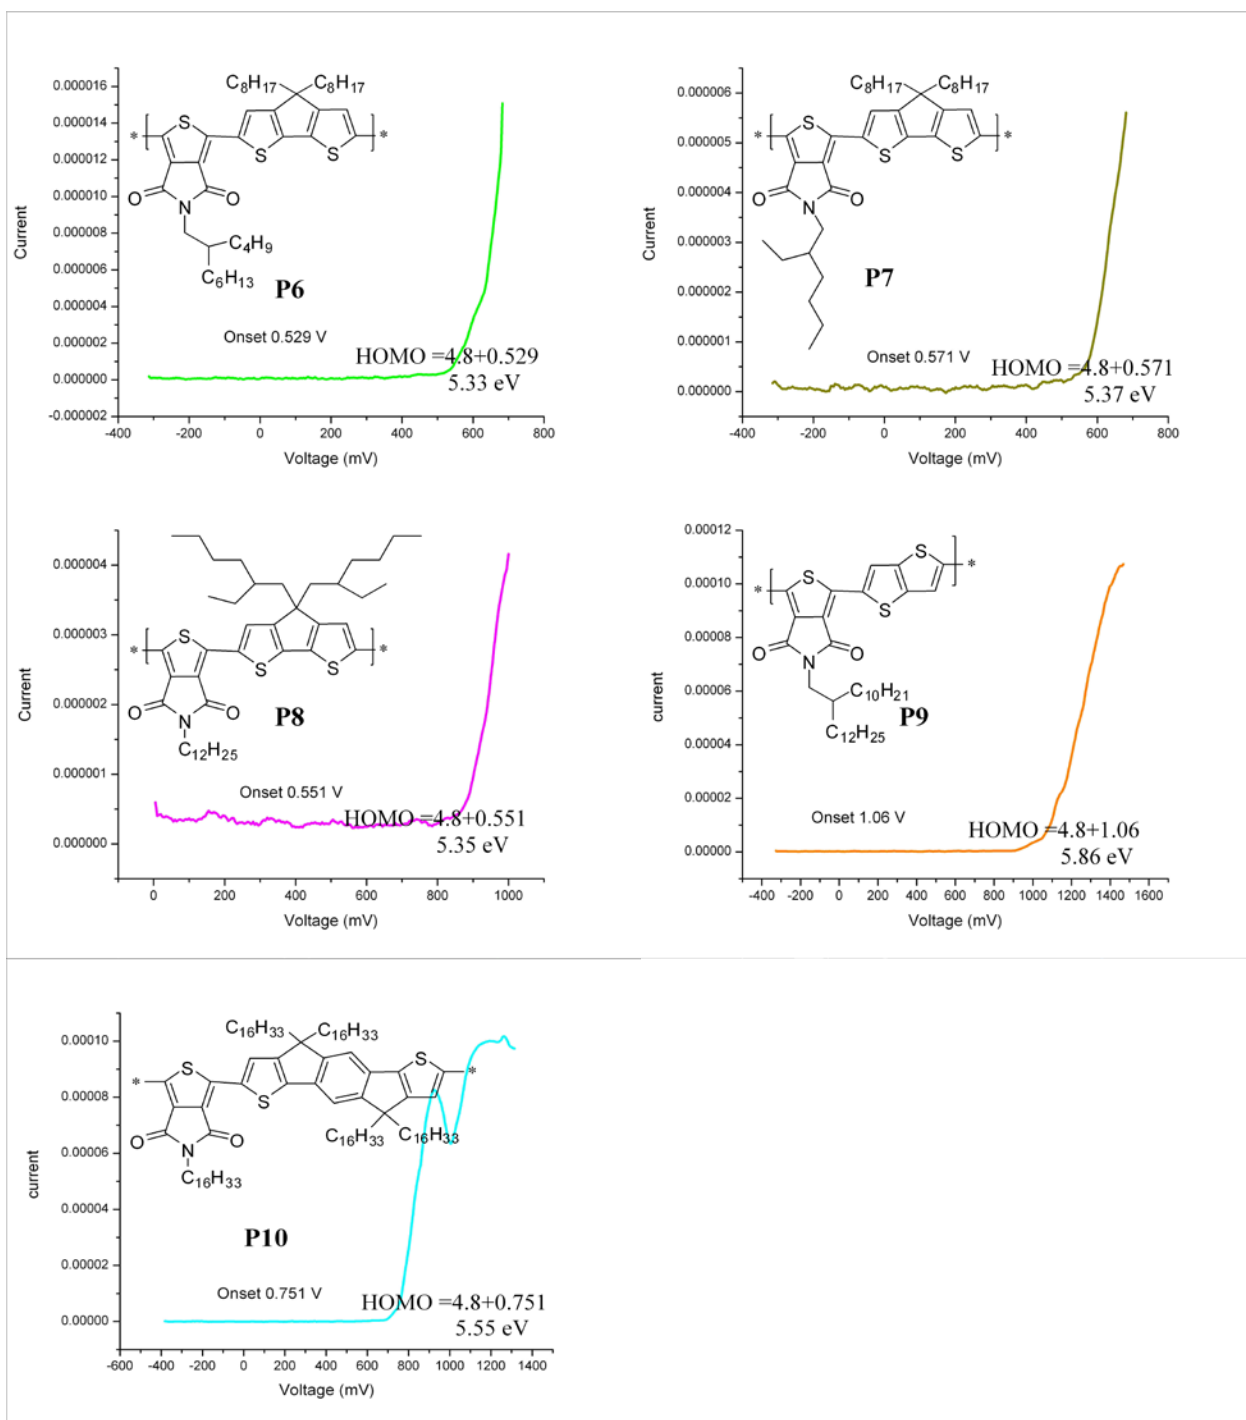 C8H17 C8H17
* S * S S
O N O
C4H9
C6H13
P6
Onset 0.529 V
HOMO =4.8+0.529
5.33 eV
0.000016
0.000014
0.000012
0.000010
0.000008
0.000006
0.000004
0.000002
0.000000
-0.000002
Current
-400 -200 0 200 400 600 800
Voltage (mV)
C8H17 C8H17
* S * S S
O N O
P7
Onset 0.571 V
HOMO =4.8+0.571
5.37 eV
0.000006
0.000005
0.000004
0.000003
0.000002
0.000001
0.000000
Current
-400 -200 0 200 400 600 800
Voltage (mV)
* S * S S
O N O
C12H25
P8
Onset 0.551 V
HOMO =4.8+0.551
5.35 eV
0.000004
0.000003
0.000002
0.000001
0.000000
Current
0 200 400 600 800 1000
Voltage (mV)
S *
* S S
O N O
C10H21
C12H25
P9
Onset 1.06 V
HOMO =4.8+1.06
5.86 eV
0.00012
0.00010
0.00008
0.00006
0.00004
0.00002
0.00000
current
-400 -200 0 200 400 600 800 1000 1200 1400 1600
Voltage (mV)
C16H33 C16H33
* S S *
S
O N O
C16H33 C16H33
C16H33
P10
Onset 0.751 V
HOMO =4.8+0.751
5.55 eV
0.00010
0.00008
0.00006
0.00004
0.00002
0.00000
current
-600 -400 -200 0 200 400 600 800 1000 1200 1400
Voltage (mV)